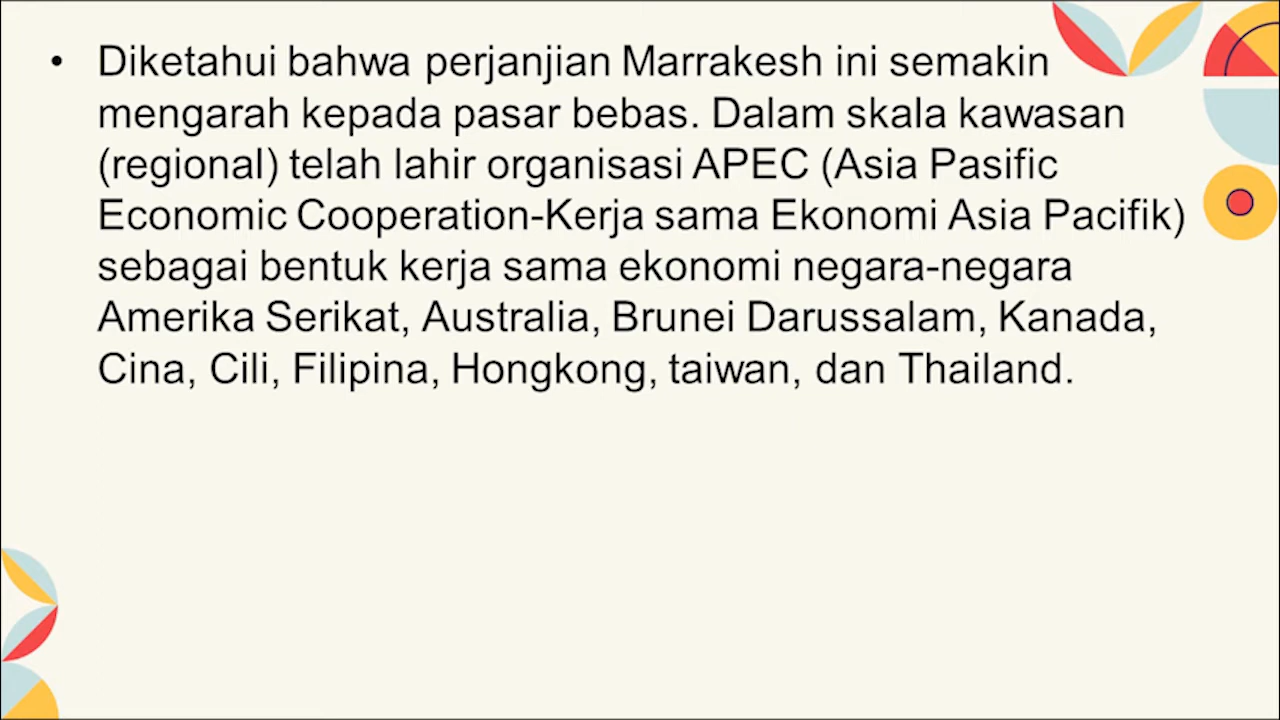 • Diketahui bahwa perjanjian Marrakesh ini semakin
mengarah kepada pasar bebas. Dalam skala kawasan
(regional) telah lahir organisasi APEC (Asia Pasific
Economic Cooperation-Kerja sama Ekonomi Asia Pacifik)
sebagai bentuk kerja sama ekonomi negara-negara
Amerika Serikat, Australia, Brunei Darussalam, Kanada,
Cina, Cili, Filipina, Hongkong, taiwan, dan Thailand.